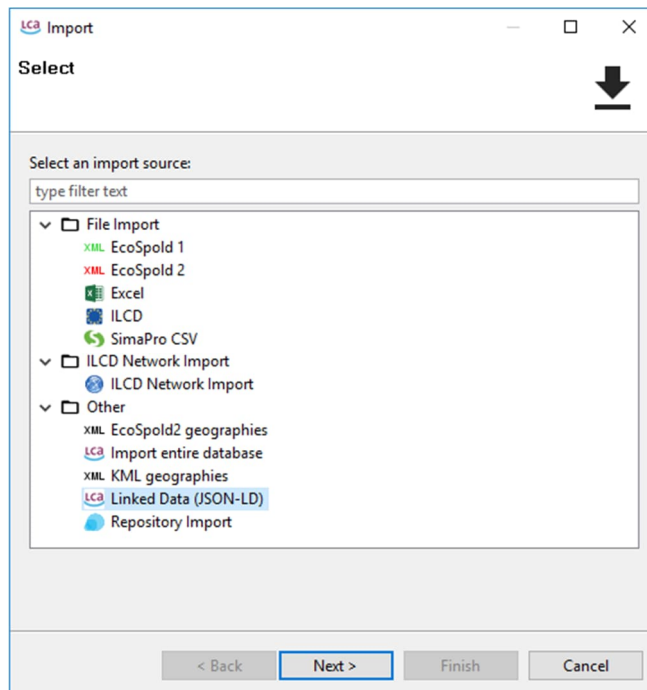 LCA Import
Select
Select an import source:
type filter text
File Import
XML EcoSpold 1
XML EcoSpold 2
Excel
ILCD
SimaPro CSV
ILCD Network Import
ILCD Network Import
Other
XML EcoSpold2 geographies
LCA Import entire database
XML KML geographies
LCA Linked Data (JSON-LD)
Repository Import
< Back Next > Finish Cancel